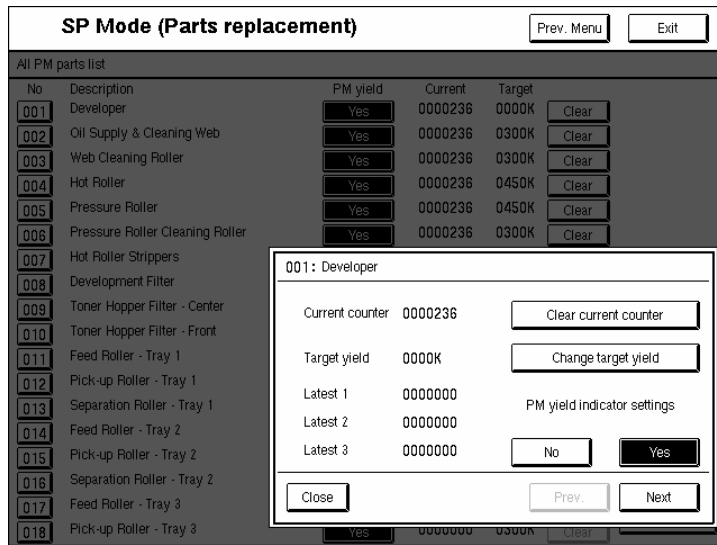 SP Mode (Parts replacement) Prev. Menu Exit
All PM parts list
No Description PM yield Current Target
001 Developer Yes 0000236 0000K Clear
002 Oil Supply & Cleaning Web Yes 0000236 0300K Clear
003 Web Cleaning Roller Yes 0000236 0300K Clear
004 Hot Roller Yes 0000236 0450K Clear
005 Pressure Roller Yes 0000236 0450K Clear
006 Pressure Roller Cleaning Roller Yes 0000236 0300K Clear
007 Hot Roller Strippers
008 Development Filter
009 Toner Hopper Filter - Center
010 Toner Hopper Filter - Front
011 Feed Roller - Tray 1
012 Pick-up Roller - Tray 1
013 Separation Roller - Tray 1
014 Feed Roller - Tray 2
015 Pick-up Roller - Tray 2
016 Separation Roller - Tray 2
017 Feed Roller - Tray 3
018 Pick-up Roller - Tray 3 Yes 0000000 0300K Clear
001: Developer
Current counter 0000236 Clear current counter
Target yield 0000K Change target yield
Latest 1 0000000
PM yield indicator settings
Latest 2 0000000
Latest 3 0000000 No Yes
Close Prev. Next